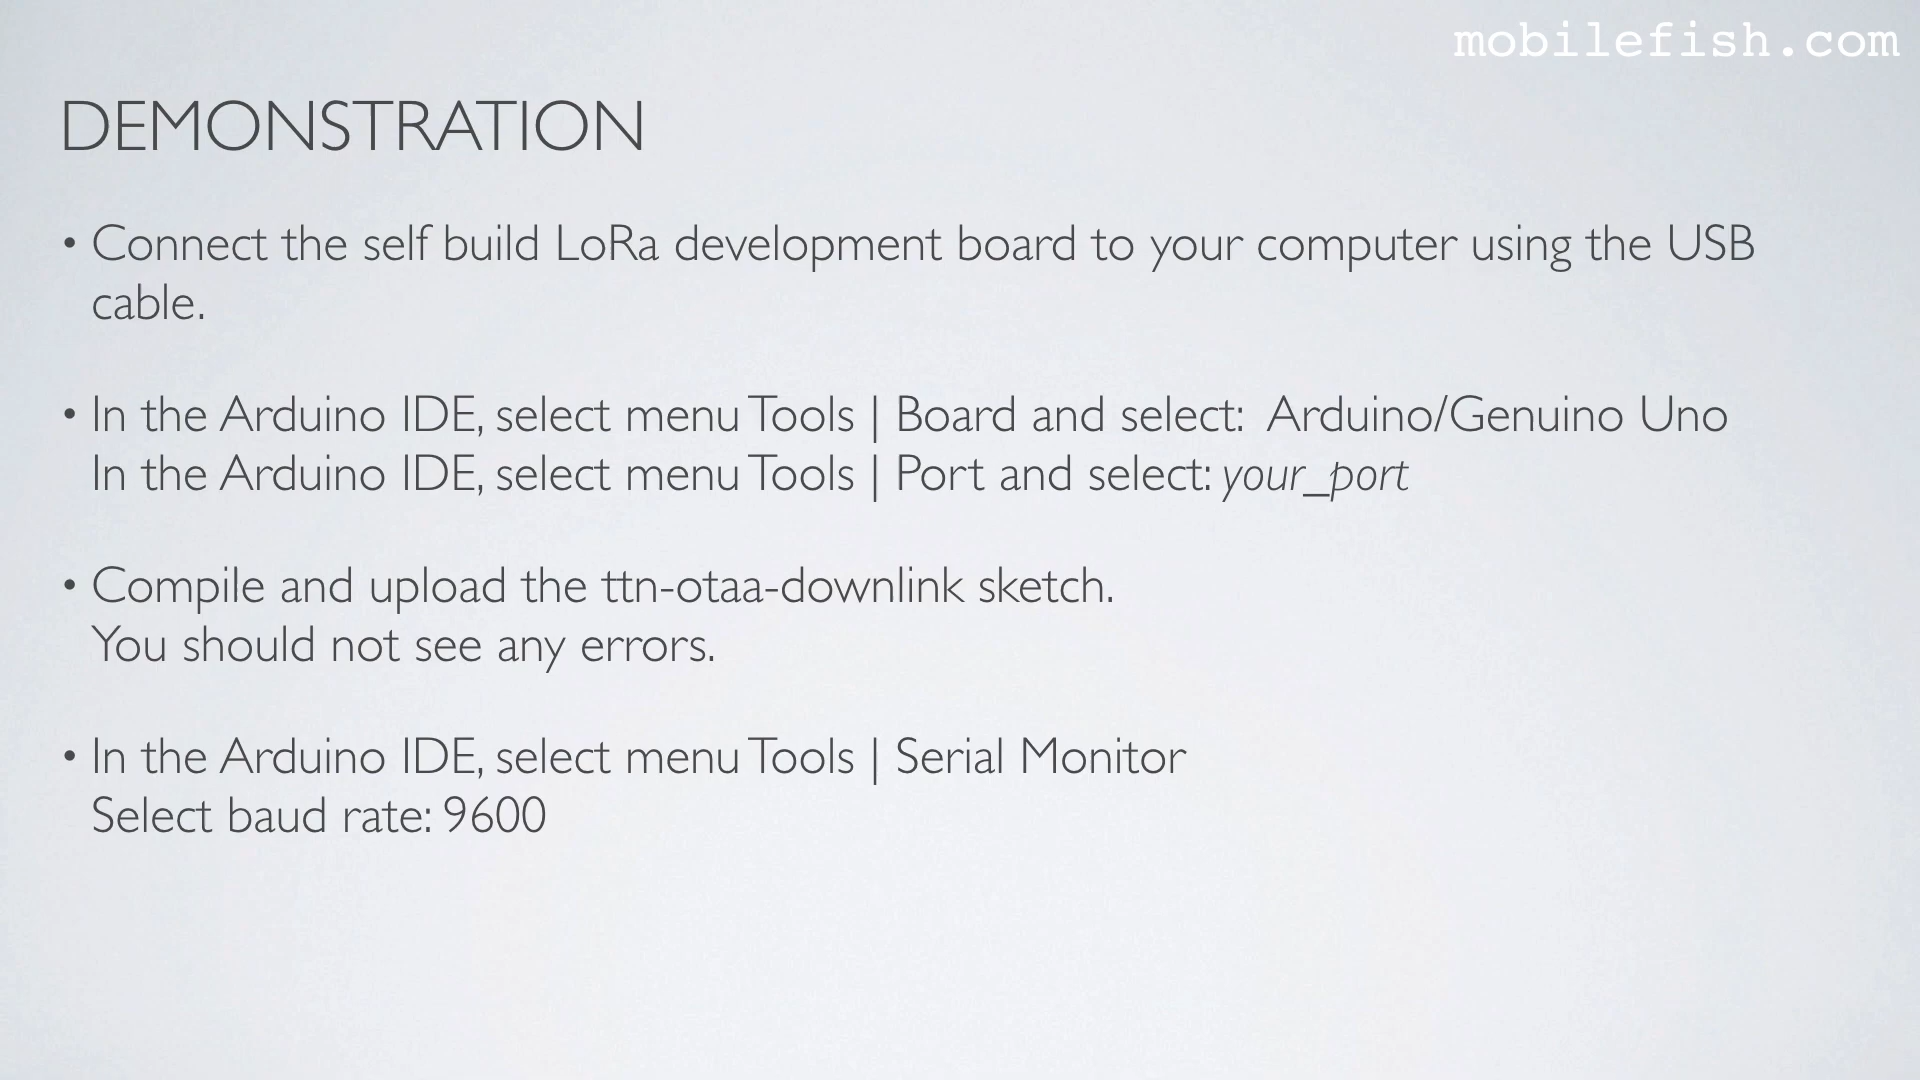 mobilefish.com
DEMONSTRATION
• Connect the self build LoRa development board to your computer using the USB
cable.
• In the Arduino IDE, select menu Tools | Board and select: Arduino/Genuino Uno
In the Arduino IDE, select menu Tools | Port and select: your_port
• Compile and upload the ttn-otaa-downlink sketch.
You should not see any errors.
• In the Arduino IDE, select menu Tools | Serial Monitor
Select baud rate: 9600